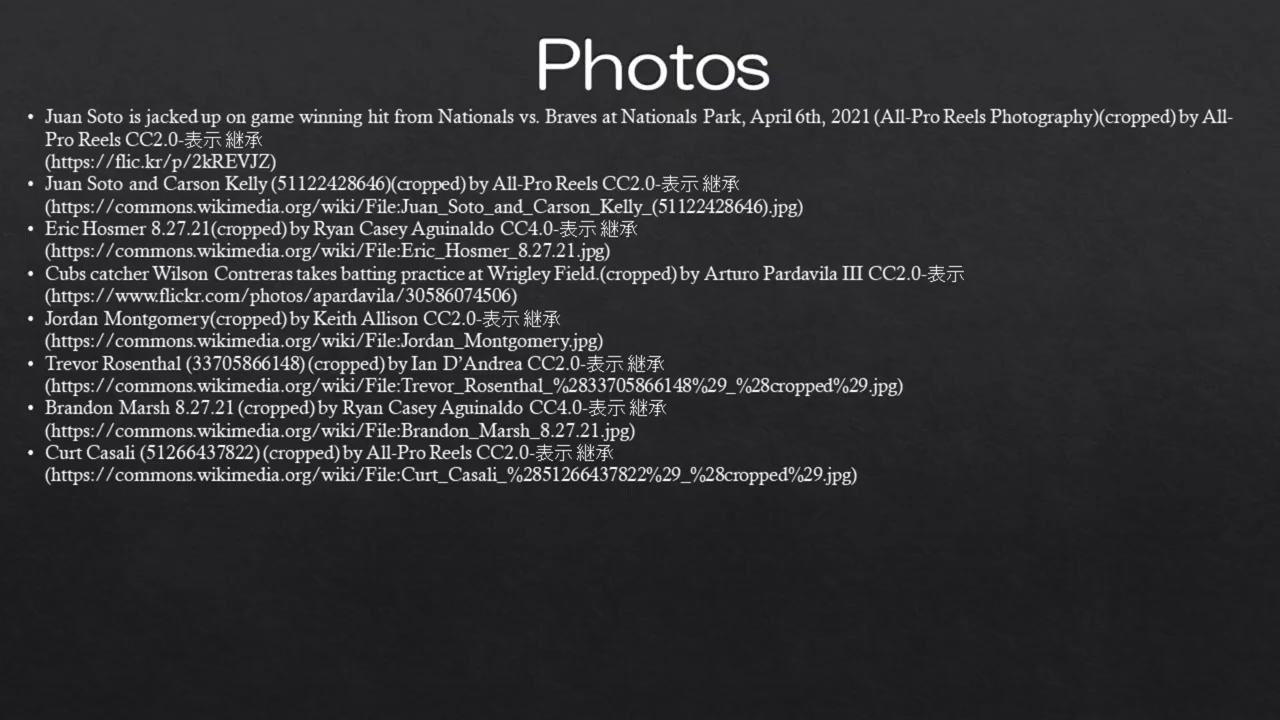 Photos
• Juan Soto is jacked up on game winning hit from Nationals vs. Braves at Nationals Park, April 6th, 2021 (All-Pro Reels Photography)(cropped) by All-
Pro Reels CC2.0-表示 継承
(https://flic.kr/p/2kREVJZ)
• Juan Soto and Carson Kelly (51122428646)(cropped) by All-Pro Reels CC2.0-表示 継承
(https://commons.wikimedia.org/wiki/File:Juan_Soto_and_Carson_Kelly_(51122428646).jpg)
• Eric Hosmer 8.27.21(cropped) by Ryan Casey Aguinaldo CC4.0-表示 継承
(https://commons.wikimedia.org/wiki/File:Eric_Hosmer_8.27.21.jpg)
• Cubs catcher Wilson Contreras takes batting practice at Wrigley Field.(cropped) by Arturo Pardavila III CC2.0-表示
(https://www.flickr.com/photos/apardavila/30586074506)
• Jordan Montgomery(cropped) by Keith Allison CC2.0-表示 継承
(https://commons.wikimedia.org/wiki/File:Jordan_Montgomery.jpg)
• Trevor Rosenthal (33705866148) (cropped) by Ian D’Andrea CC2.0-表示 継承
(https://commons.wikimedia.org/wiki/File:Trevor_Rosenthal_%2833705866148%29_%28cropped%29.jpg)
• Brandon Marsh 8.27.21 (cropped) by Ryan Casey Aguinaldo CC4.0-表示 継承
(https://commons.wikimedia.org/wiki/File:Brandon_Marsh_8.27.21.jpg)
• Curt Casali (51266437822) (cropped) by All-Pro Reels CC2.0-表示 継承
(https://commons.wikimedia.org/wiki/File:Curt_Casali_%2851266437822%29_%28cropped%29.jpg)